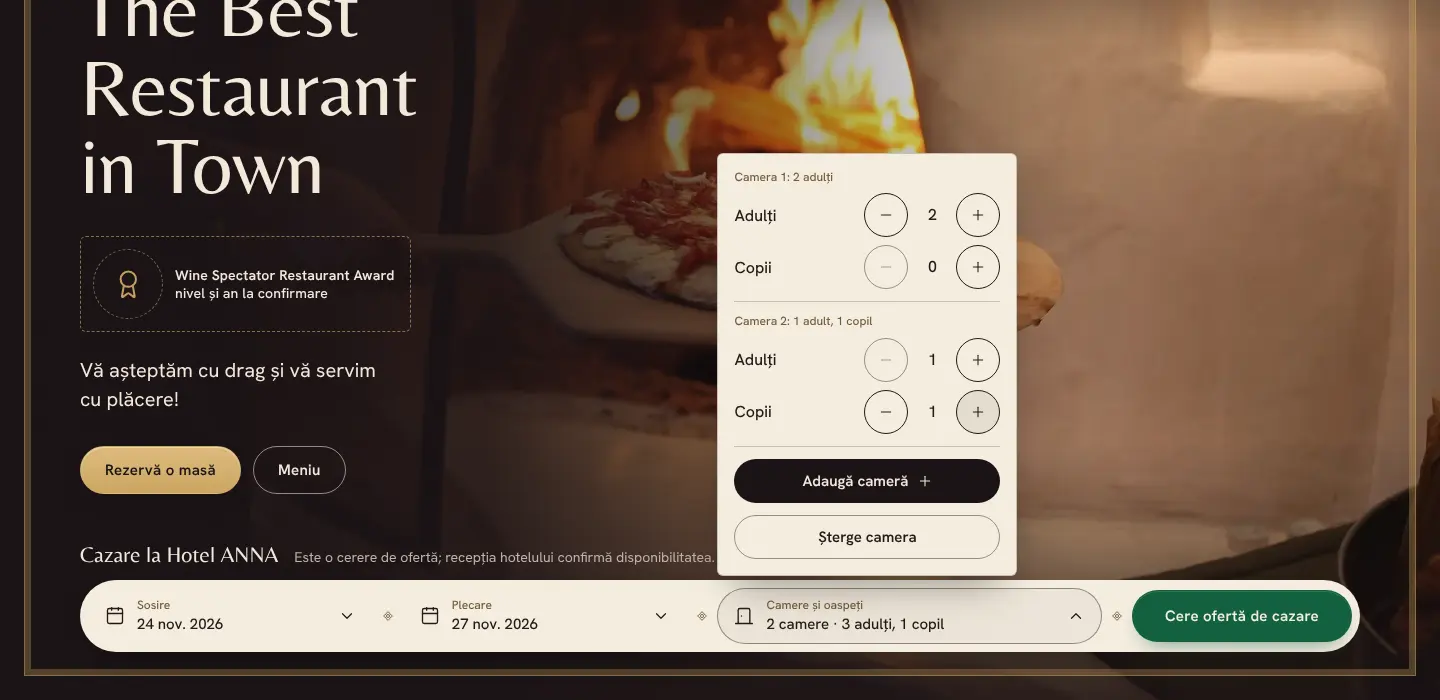 The Best
Restaurant
in Town
Wine Spectator Restaurant Award
nivel și an la confirmare
Vă așteptăm cu drag și vă servim
cu plăcere!
Rezervă o masă
Meniu
Camera 1: 2 adulți
Adulți − 2 +
Copii − 0 +
Camera 2: 1 adult, 1 copil
Adulți − 1 +
Copii − 1 +
Adaugă cameră +
Șterge camera
Cazare la Hotel ANNA
Este o cerere de ofertă; recepția hotelului confirmă disponibilitatea.
Sosire
24 nov. 2026
Plecare
27 nov. 2026
Camere și oaspeți
2 camere · 3 adulți, 1 copil
Cere ofertă de cazare